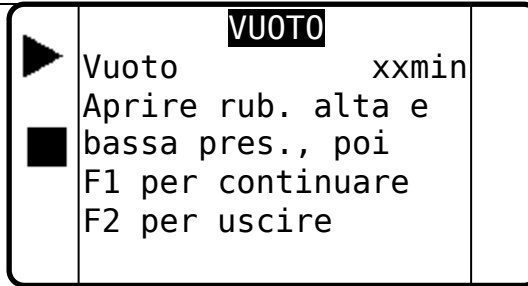 VUOTO
Vuoto xxmin
Aprire rub. alta e
bassa pres., poi
F1 per continuare
F2 per uscire